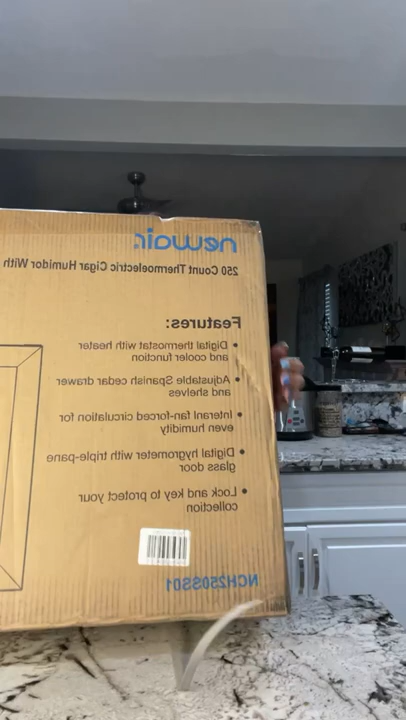 newair.
250 Count Thermoelectric Cigar Humidor With
Features:
• Digital thermostat with heater
and cooler function
• Adjustable Spanish cedar drawer
and shelves
• Interal-fan-forced circulation for
even humidity
• Digital hygrometer with triple-pane
glass door
• Lock and key to protect your
collection
NCH250SS01